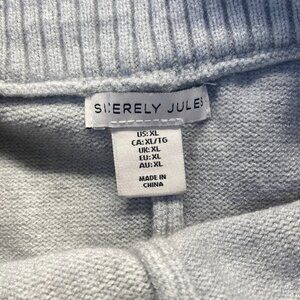 SINCERELY JULES
US: XL
CA: XL/TG
UK: XL
EU: XL
AU: XL
MADE IN
CHINA